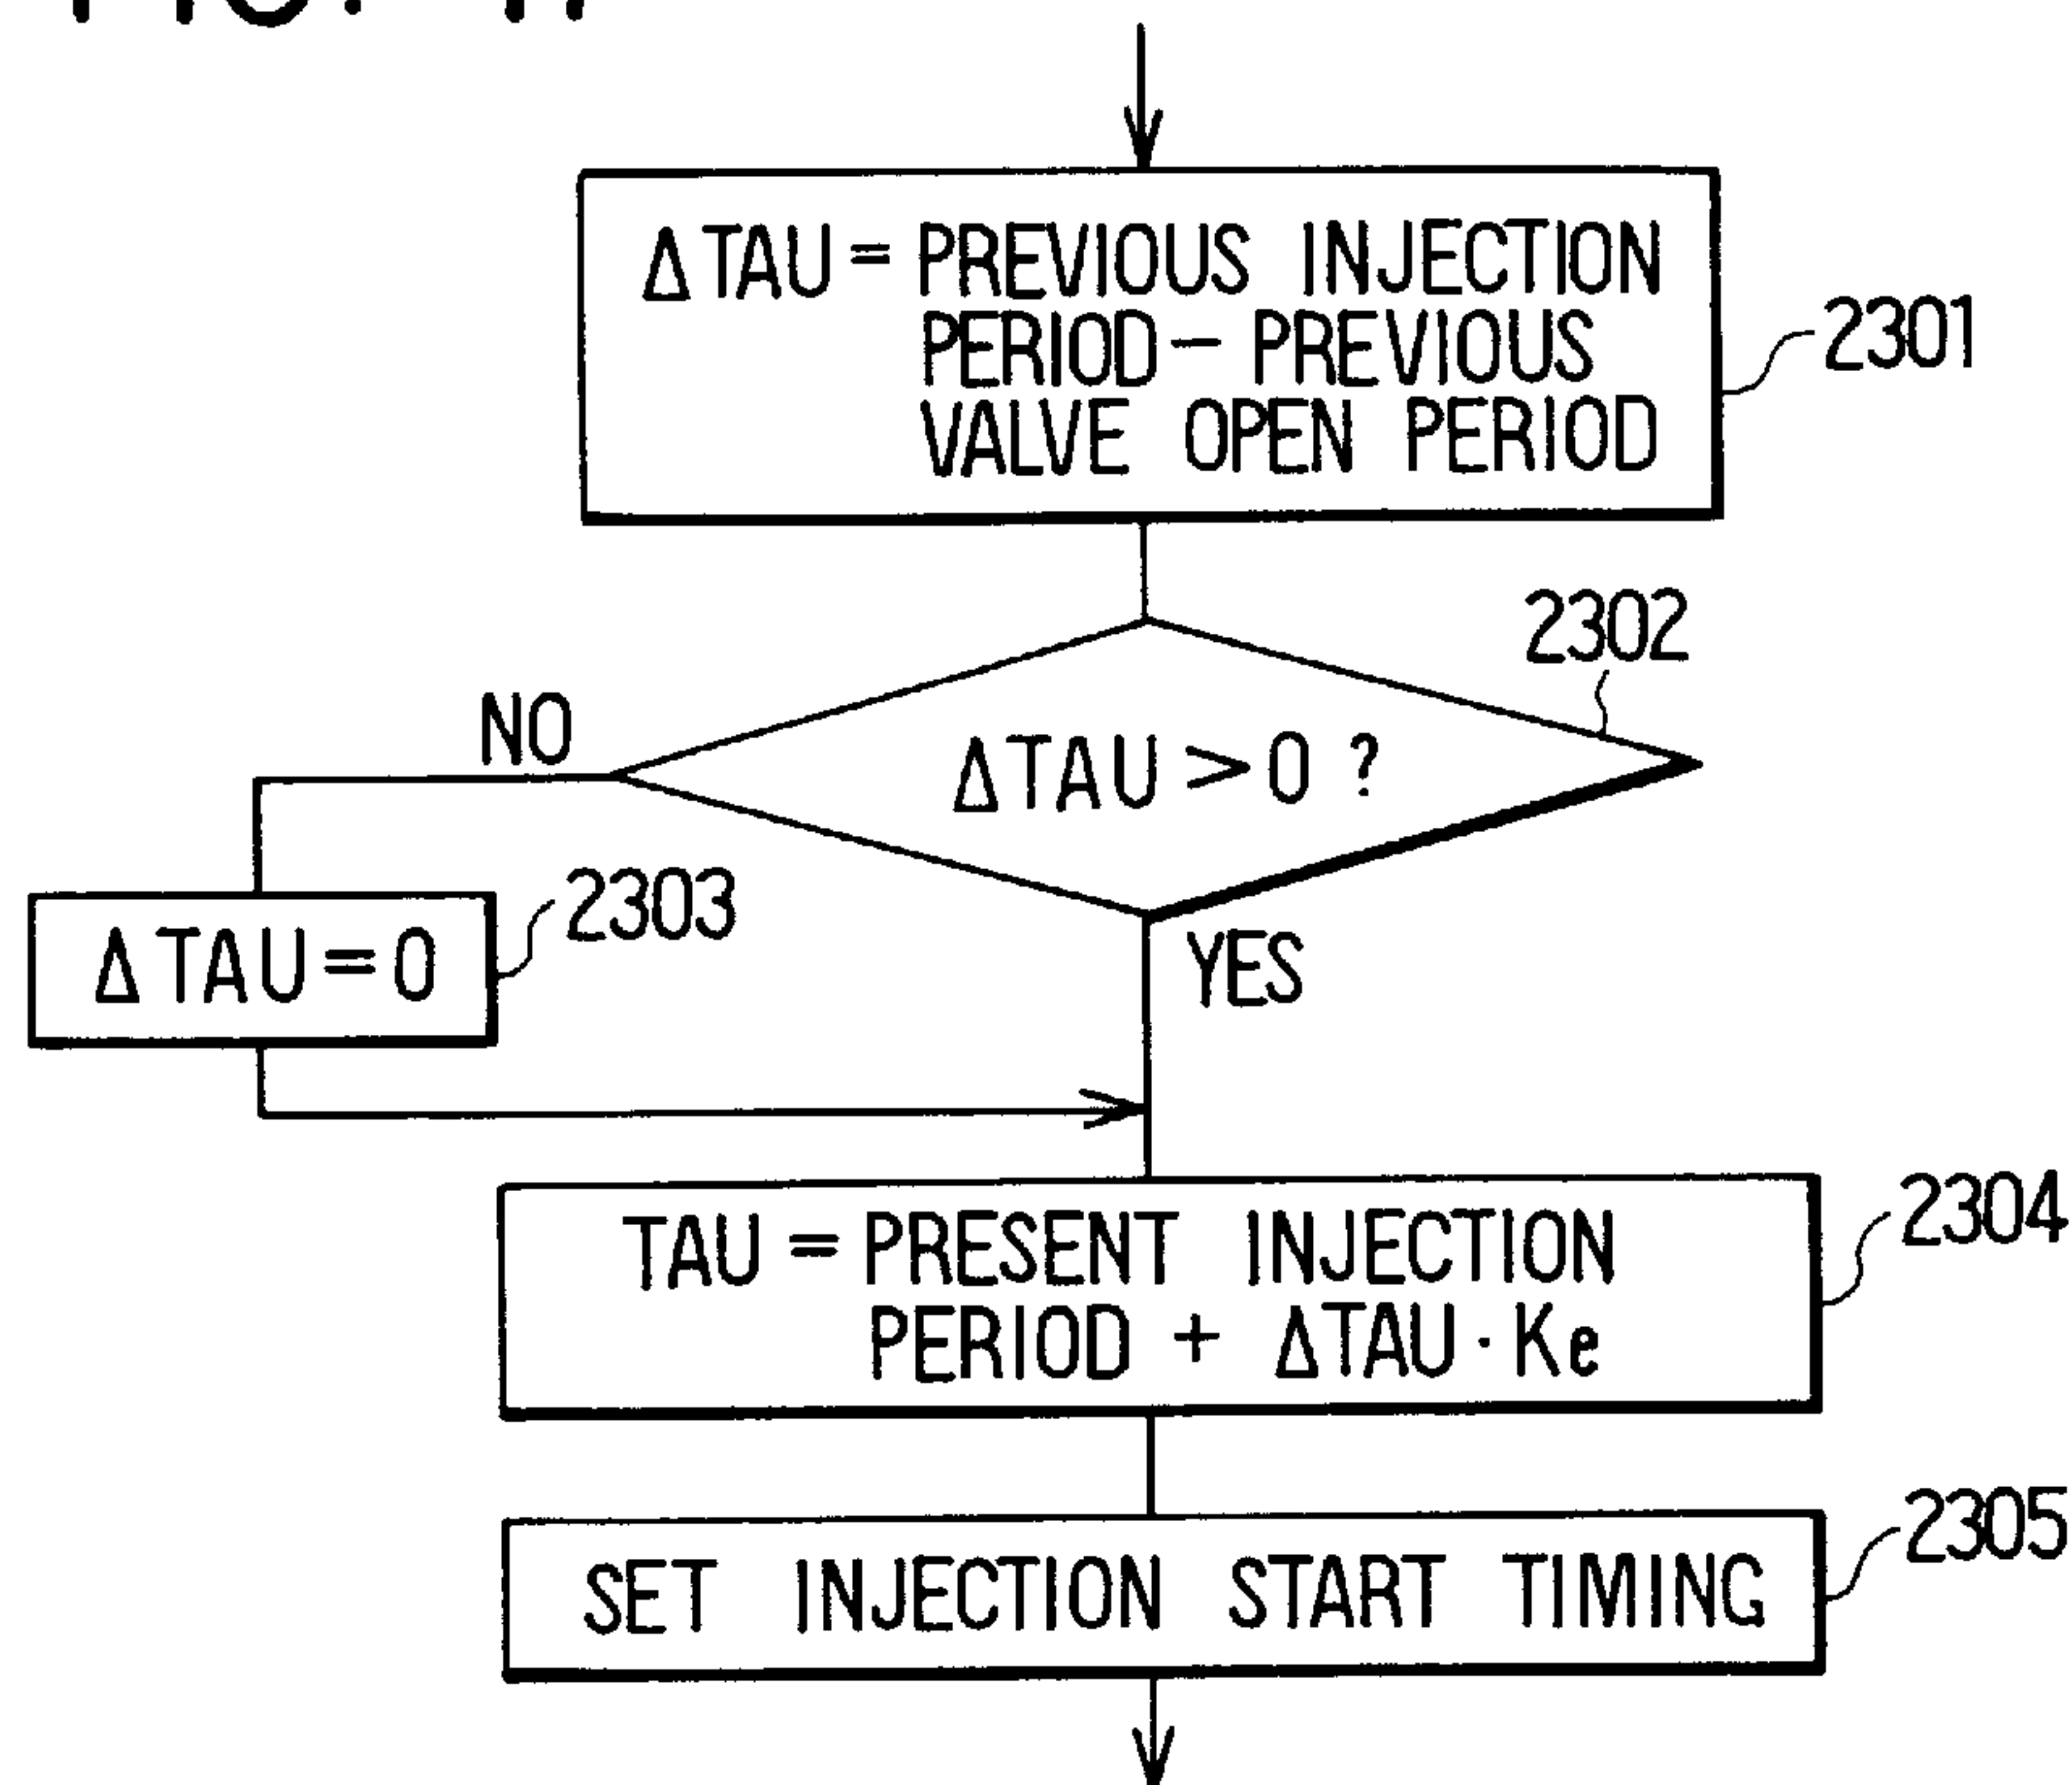 ΔTAU = PREVIOUS INJECTION
PERIOD - PREVIOUS
VALVE OPEN PERIOD
2301
2302
NO
ΔTAU > 0 ?
2303
ΔTAU = 0
YES
2304
TAU = PRESENT INJECTION
PERIOD + ΔTAU · Ke
2305
SET INJECTION START TIMING